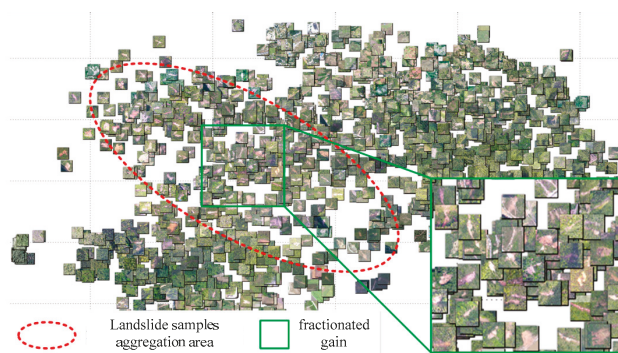 Landslide samples
aggregation area
fractionated
gain